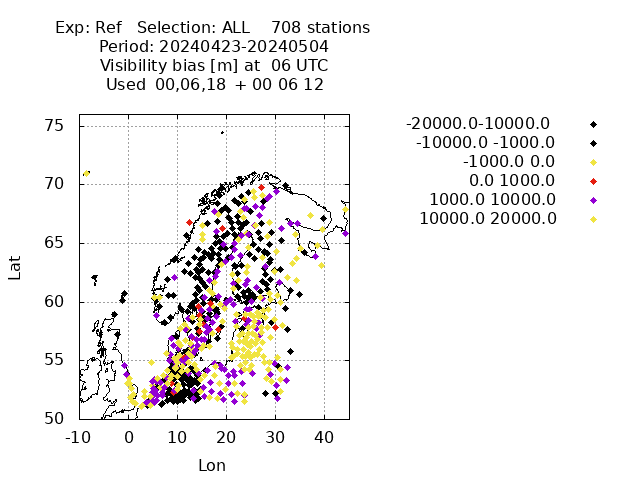 Exp: Ref   Selection: ALL    708 stations
Period: 20240423-20240504
Visibility bias [m] at  06 UTC
Used  00,06,18  + 00 06 12
-20000.0-10000.0
-10000.0 -1000.0
-1000.0 0.0
0.0 1000.0
1000.0 10000.0
10000.0 20000.0
75
70
65
60
55
50
Lat
-10 0 10 20 30 40
Lon